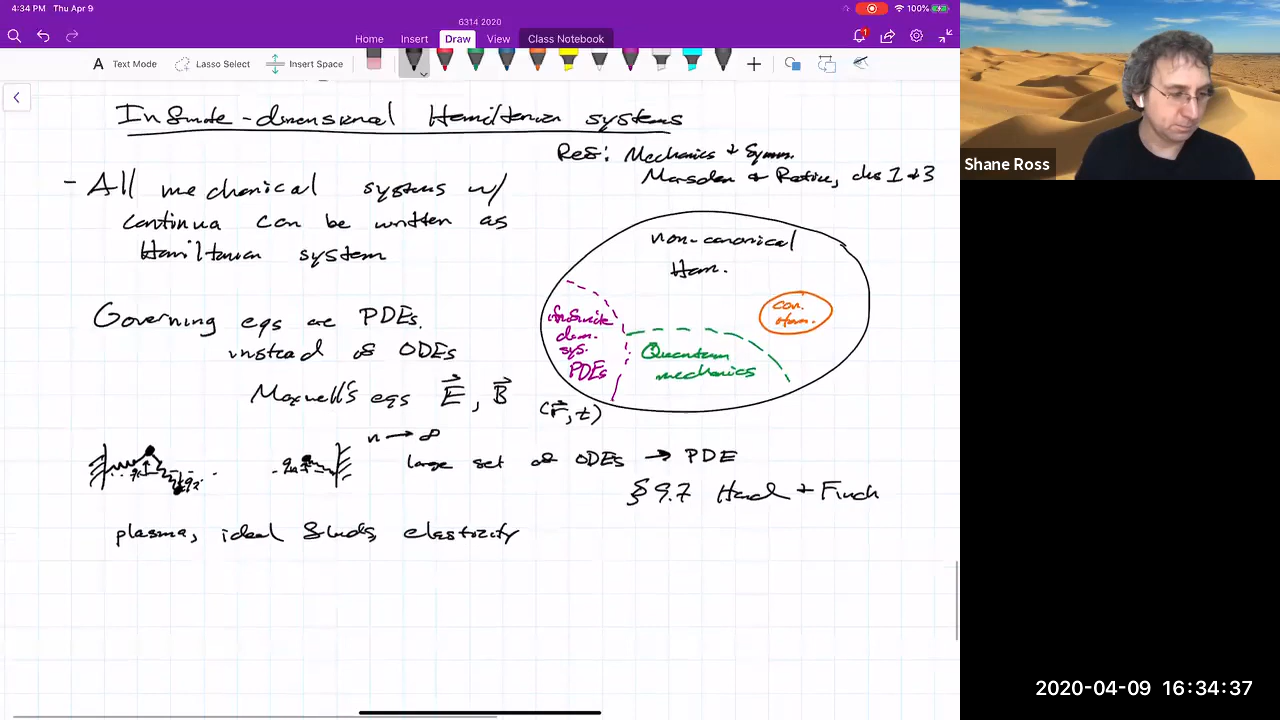 4:34 PM Thu Apr 9
100%
6314 2020
Home Insert Draw View Class Notebook
Text Mode Lasso Select Insert Space
Infinite-dimensional Hamiltonian systems
Ref: Mechanics & Symm.
Marsden & Ratiu, chs 1 & 3
- All mechanical systems w/
continua can be written as
Hamiltonian system
non-canonical
Ham.
can.
Ham.
infinite
dim.
sys.
PDEs
Quantum
mechanics
Governing eqs are PDEs.
instead of ODEs
Maxwell's eqs E⃗, B⃗ (r⃗, t)
n → ∞
large set of ODEs → PDE
§ 9.7 Hand & Finch
plasma, ideal fluids, elasticity
Shane Ross
2020-04-09 16:34:37